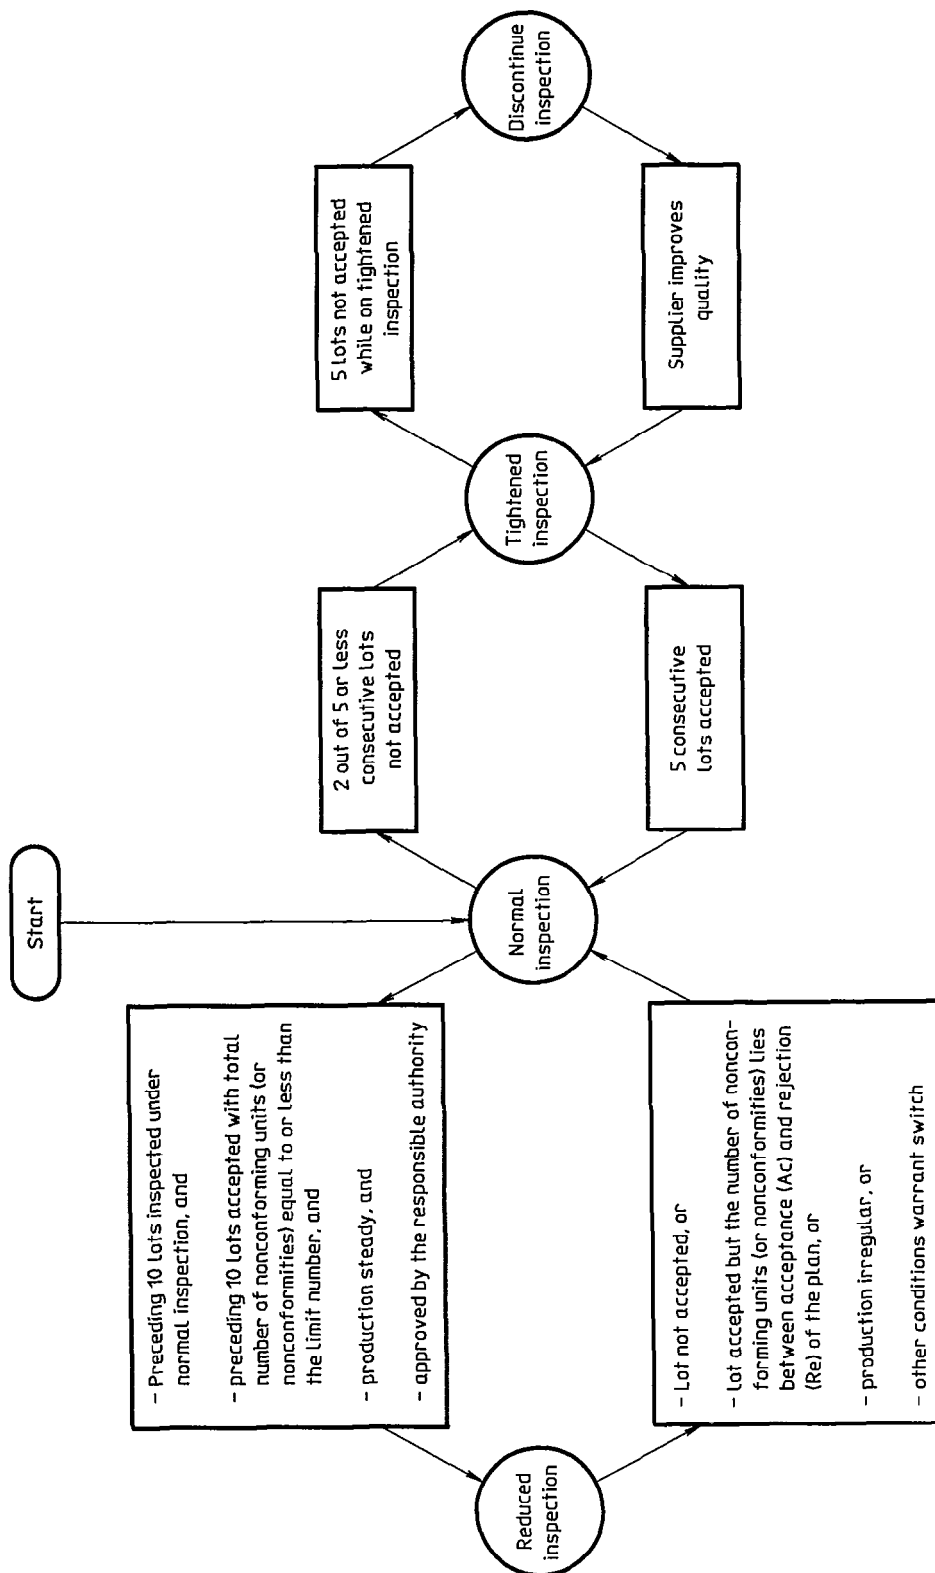 Start
– Preceding 10 lots inspected under
normal inspection, and
– preceding 10 lots accepted with total
number of nonconforming units (or
nonconformities) equal to or less than
the limit number, and
– production steady, and
– approved by the responsible authority
2 out of 5 or less
consecutive lots
not accepted
5 lots not accepted
while on tightened
inspection
Reduced
inspection
Normal
inspection
Tightened
inspection
Discontinue
inspection
– Lot not accepted, or
– lot accepted but the number of noncon-
forming units (or nonconformities) lies
between acceptance (Ac) and rejection
(Re) of the plan, or
– production irregular, or
– other conditions warrant switch
5 consecutive
lots accepted
Supplier improves
quality